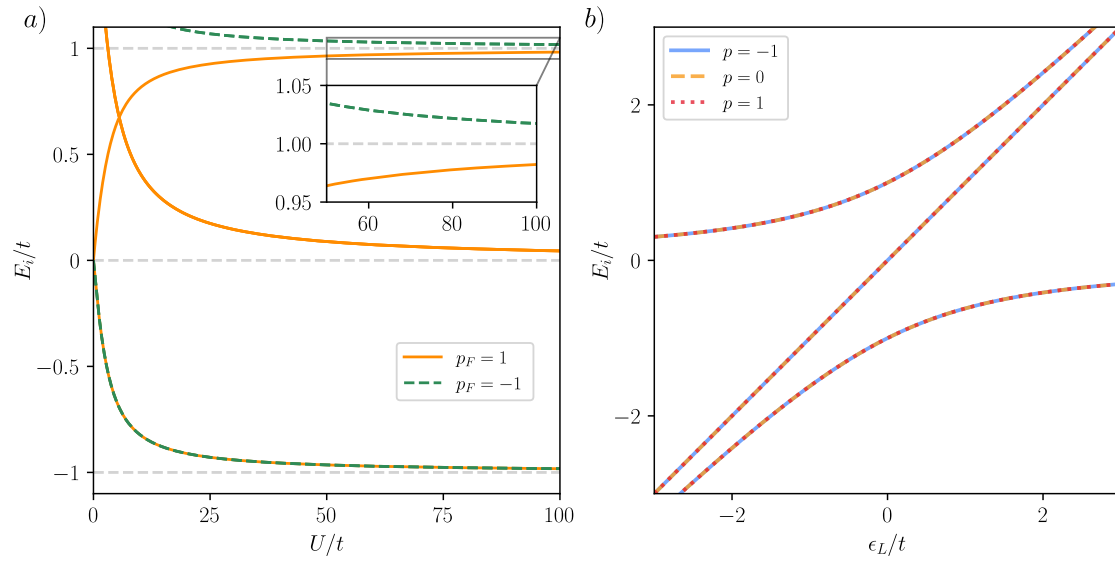 a)
1
0.5
0
−0.5
−1
E_i/t
0
25
50
75
100
U/t
1.05
1.00
0.95
60
80
100
p_F = 1
p_F = −1
b)
2
0
−2
E_i/t
−2
0
2
ϵ_L/t
p = −1
p = 0
p = 1